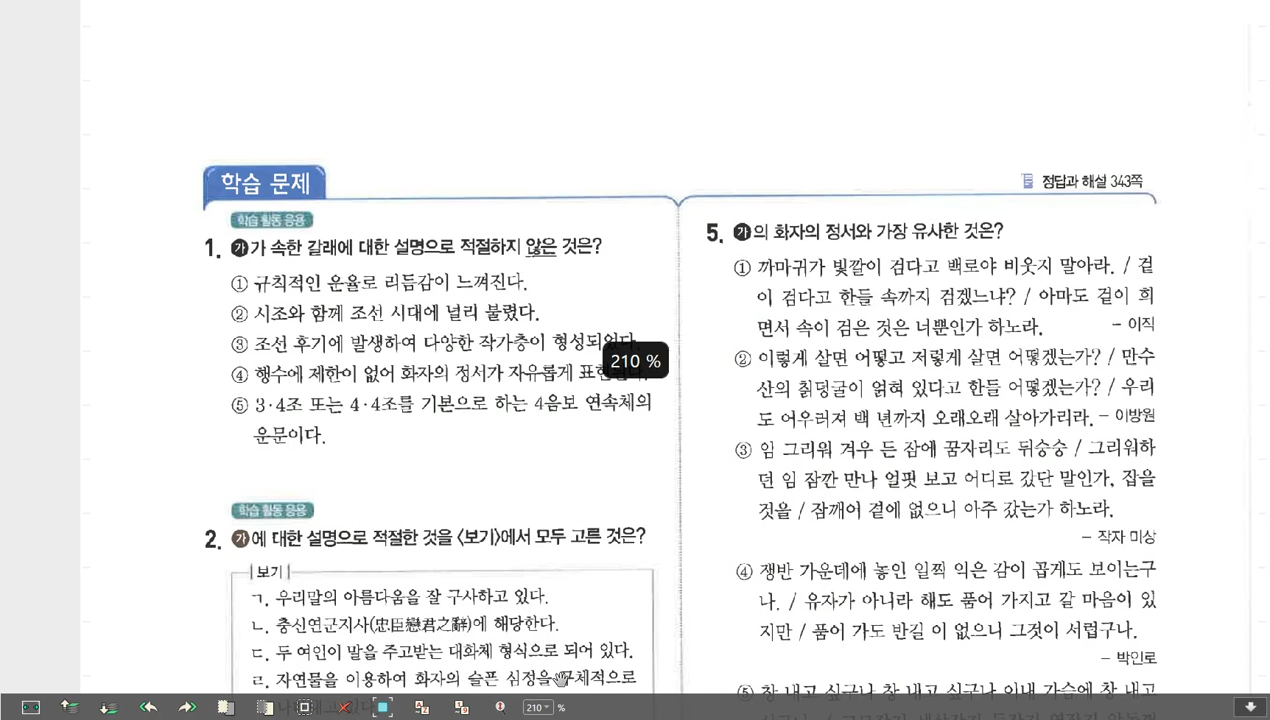 학습 문제
학습 활동 응용
1. 가가 속한 갈래에 대한 설명으로 적절하지 않은 것은?
① 규칙적인 운율로 리듬감이 느껴진다.
② 시조와 함께 조선 시대에 널리 불렸다.
③ 조선 후기에 발생하여 다양한 작가층이 형성되었다.
④ 행수에 제한이 없어 화자의 정서가 자유롭게
⑤ 3·4조 또는 4·4조를 기본으로 하는 4음보 연속체의
운문이다.
210 %
학습 활동 응용
2. 가에 대한 설명으로 적절한 것을 〈보기〉에서 모두 고른 것은?
보기
ㄱ. 우리말의 아름다움을 잘 구사하고 있다.
ㄴ. 충신연군지사(忠臣戀君之辭)에 해당한다.
ㄷ. 두 여인이 말을 주고받는 대화체 형식으로 되어 있다.
ㄹ. 자연물을 이용하여 화자의 슬픈 심정을 구체적으로
정답과 해설 343쪽
5. 가의 화자의 정서와 가장 유사한 것은?
① 까마귀가 빛깔이 검다고 백로야 비웃지 말아라. / 겉
이 검다고 한들 속까지 검겠느냐? / 아마도 겉이 희
면서 속이 검은 것은 너뿐인가 하노라. - 이직
② 이렇게 살면 어떻고 저렇게 살면 어떻겠는가? / 만수
산의 칡덩굴이 얽혀 있다고 한들 어떻겠는가? / 우리
도 어우러져 백 년까지 오래오래 살아가리라. - 이방원
③ 임 그리워 겨우 든 잠에 꿈자리도 뒤숭숭 / 그리워하
던 임 잠깐 만나 얼핏 보고 어디로 갔단 말인가. 잡을
것을 / 잠깨어 곁에 없으니 아주 갔는가 하노라.
- 작자 미상
④ 쟁반 가운데에 놓인 일찍 익은 감이 곱게도 보이는구
나. / 유자가 아니라 해도 품어 가지고 갈 마음이 있
지만 / 품어 가도 반길 이 없으니 그것이 서럽구나.
- 박인로
⑤ 창 내고 싶구나 창 내고 싶구나 이내 가슴에 창 내고
210 %